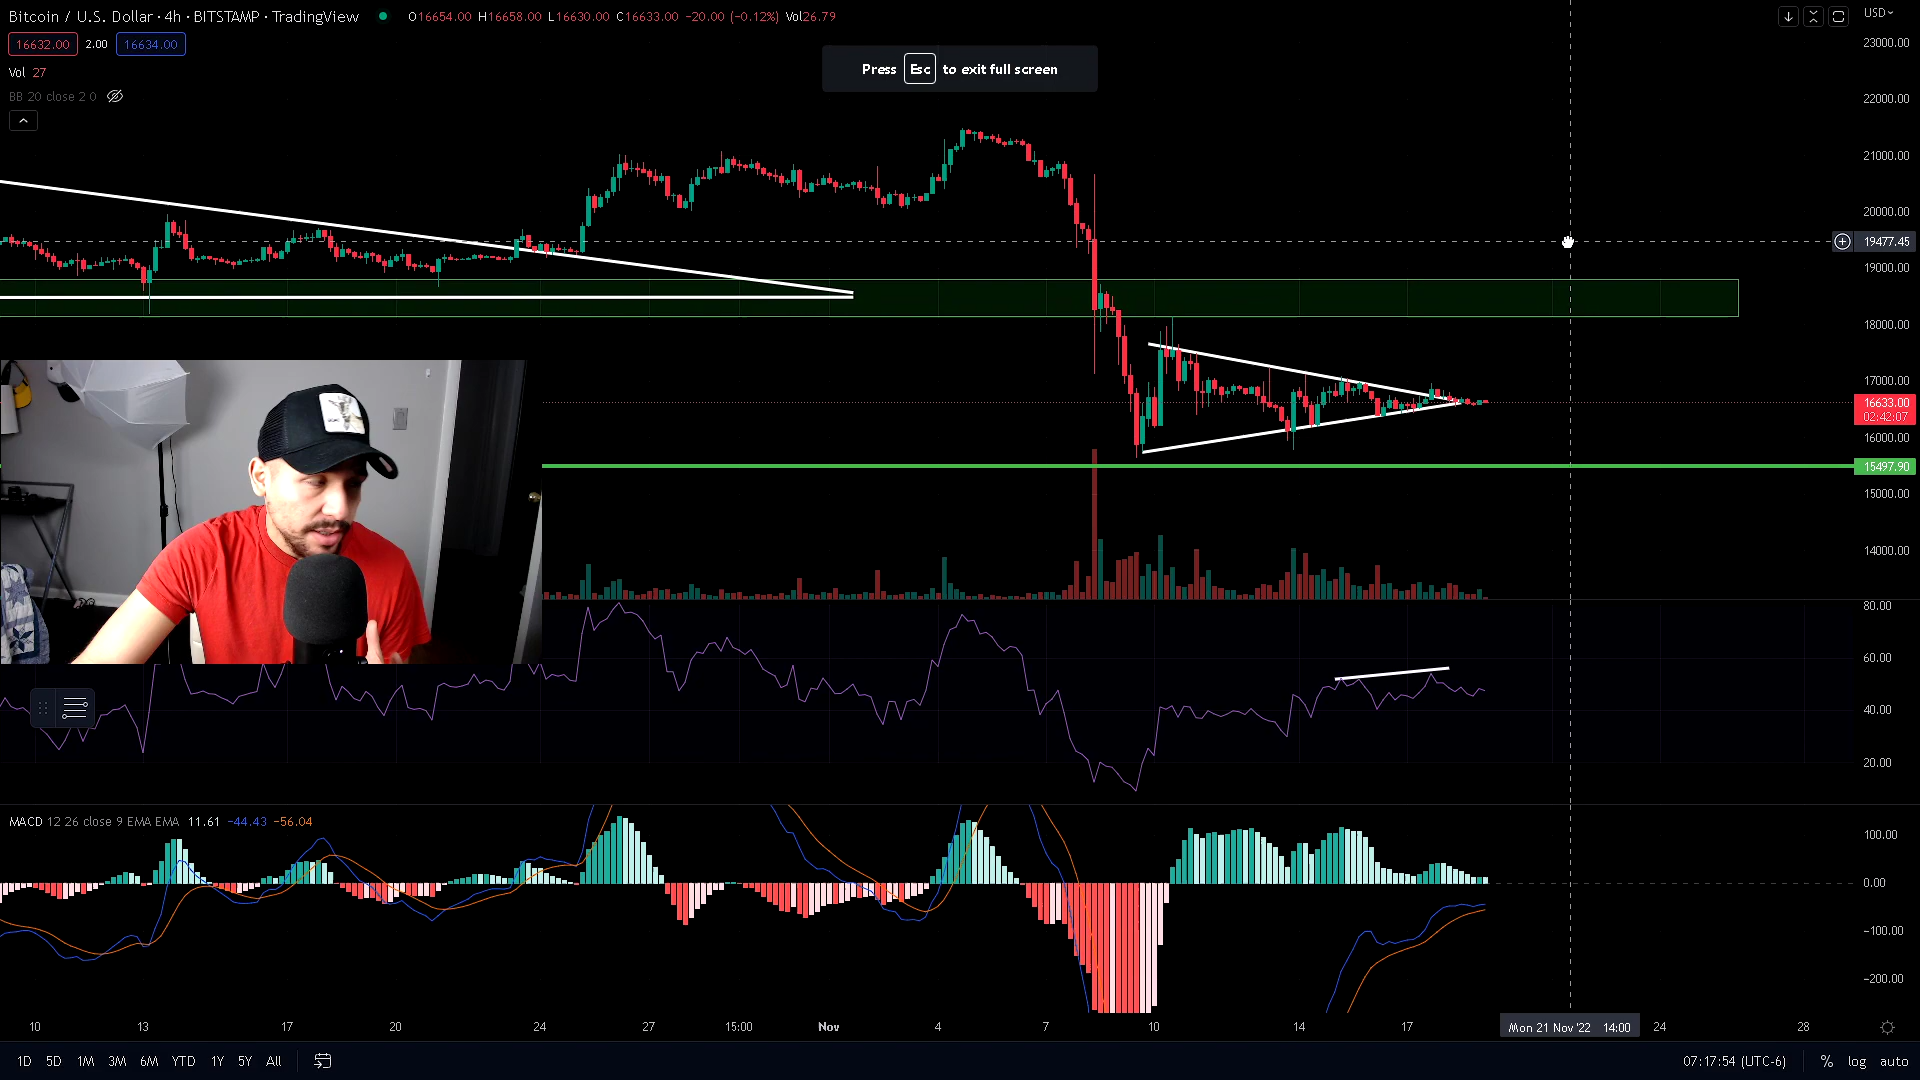 Bitcoin / U.S. Dollar · 4h · BITSTAMP · TradingView O16654.00 H16658.00 L16630.00 C16633.00 −20.00 (−0.12%) Vol26.79
16632.00 2.00 16634.00
Vol 27
BB 20 close 2 0
Press Esc to exit full screen
USD
23000.00
22000.00
21000.00
20000.00
19477.45
19000.00
18000.00
17000.00
16633.00
02:42:07
16000.00
15497.90
15000.00
14000.00
80.00
60.00
40.00
20.00
MACD 12 26 close 9 EMA EMA 11.61 −44.43 −56.04
100.00
0.00
−100.00
−200.00
10 13 17 20 24 27 15:00 Nov 4 7 10 14 17 Mon 21 Nov '22 14:00 24 28
1D 5D 1M 3M 6M YTD 1Y 5Y All 07:17:54 (UTC-6) % log auto